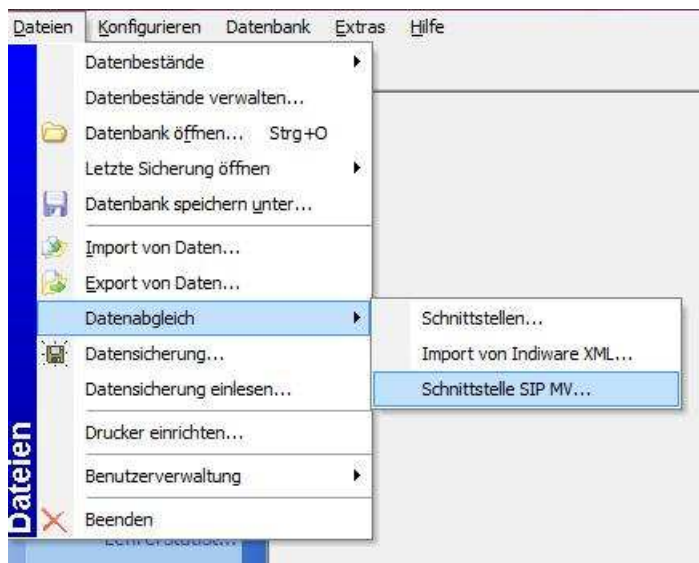 Dateien Konfigurieren Datenbank Extras Hilfe
Datenbestände
Datenbestände verwalten...
Datenbank öffnen... Strg+O
Letzte Sicherung öffnen
Datenbank speichern unter...
Import von Daten...
Export von Daten...
Datenabgleich
Schnittstellen...
Datensicherung...
Import von Indiware XML...
Datensicherung einlesen...
Schnittstelle SIP MV...
Drucker einrichten...
Benutzerverwaltung
Beenden
Dateien